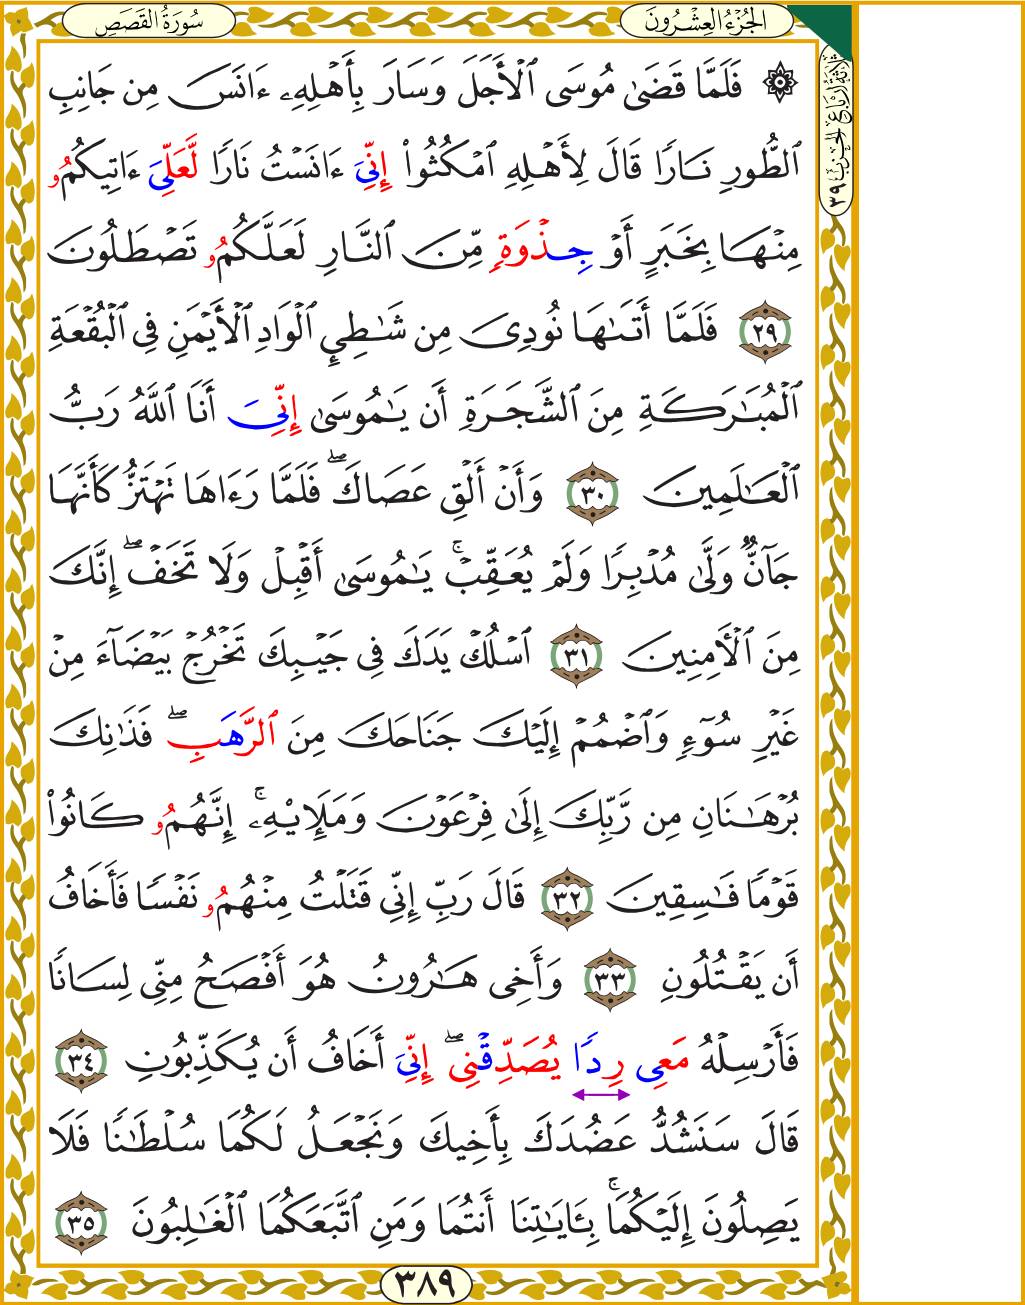 الجُزْءُ العِشْرُونَ
سُورَةُ القَصَصِ
ثلاثة أرباع الحزب ٣٩
۞ فَلَمَّا قَضَىٰ مُوسَى ٱلۡأَجَلَ وَسَارَ بِأَهۡلِهِۦ ءَانَسَ مِن جَانِبِ
ٱلطُّورِ نَارٗا قَالَ لِأَهۡلِهِ ٱمۡكُثُوٓاْ إِنِّيَ ءَانَسۡتُ نَارٗا لَّعَلِّيَ ءَاتِيكُمُو
مِنۡهَا بِخَبَرٍ أَوۡ جِذۡوَةٖ مِّنَ ٱلنَّارِ لَعَلَّكُمُو تَصۡطَلُونَ
٢٩ فَلَمَّآ أَتَىٰهَا نُودِيَ مِن شَٰطِيِٕ ٱلۡوَادِ ٱلۡأَيۡمَنِ فِي ٱلۡبُقۡعَةِ
ٱلۡمُبَٰرَكَةِ مِنَ ٱلشَّجَرَةِ أَن يَٰمُوسَىٰ إِنِّيَ أَنَا ٱللَّهُ رَبُّ
ٱلۡعَٰلَمِينَ ٣٠ وَأَنۡ أَلۡقِ عَصَاكَۖ فَلَمَّا رَءَاهَا تَهۡتَزُّ كَأَنَّهَا
جَآنّٞ وَلَّىٰ مُدۡبِرٗا وَلَمۡ يُعَقِّبۡۚ يَٰمُوسَىٰ أَقۡبِلۡ وَلَا تَخَفۡۖ إِنَّكَ
مِنَ ٱلۡأٓمِنِينَ ٣١ ٱسۡلُكۡ يَدَكَ فِي جَيۡبِكَ تَخۡرُجۡ بَيۡضَآءَ مِنۡ
غَيۡرِ سُوٓءٖ وَٱضۡمُمۡ إِلَيۡكَ جَنَاحَكَ مِنَ ٱلرَّهَبِۖ فَذَٰنِكَ
بُرۡهَٰنَانِ مِن رَّبِّكَ إِلَىٰ فِرۡعَوۡنَ وَمَلَإِيْهِۦٓۚ إِنَّهُمُو كَانُواْ
قَوۡمٗا فَٰسِقِينَ ٣٢ قَالَ رَبِّ إِنِّي قَتَلۡتُ مِنۡهُمُو نَفۡسٗا فَأَخَافُ
أَن يَقۡتُلُونِ ٣٣ وَأَخِي هَٰرُونُ هُوَ أَفۡصَحُ مِنِّي لِسَانٗا
فَأَرۡسِلۡهُ مَعِي رِدٗا يُصَدِّقۡنِيۖ إِنِّيَ أَخَافُ أَن يُكَذِّبُونِ ٣٤
قَالَ سَنَشُدُّ عَضُدَكَ بِأَخِيكَ وَنَجۡعَلُ لَكُمَا سُلۡطَٰنٗا فَلَا
يَصِلُونَ إِلَيۡكُمَاۚ بِـَٔايَٰتِنَآ أَنتُمَا وَمَنِ ٱتَّبَعَكُمَا ٱلۡغَٰلِبُونَ ٣٥
٣٨٩